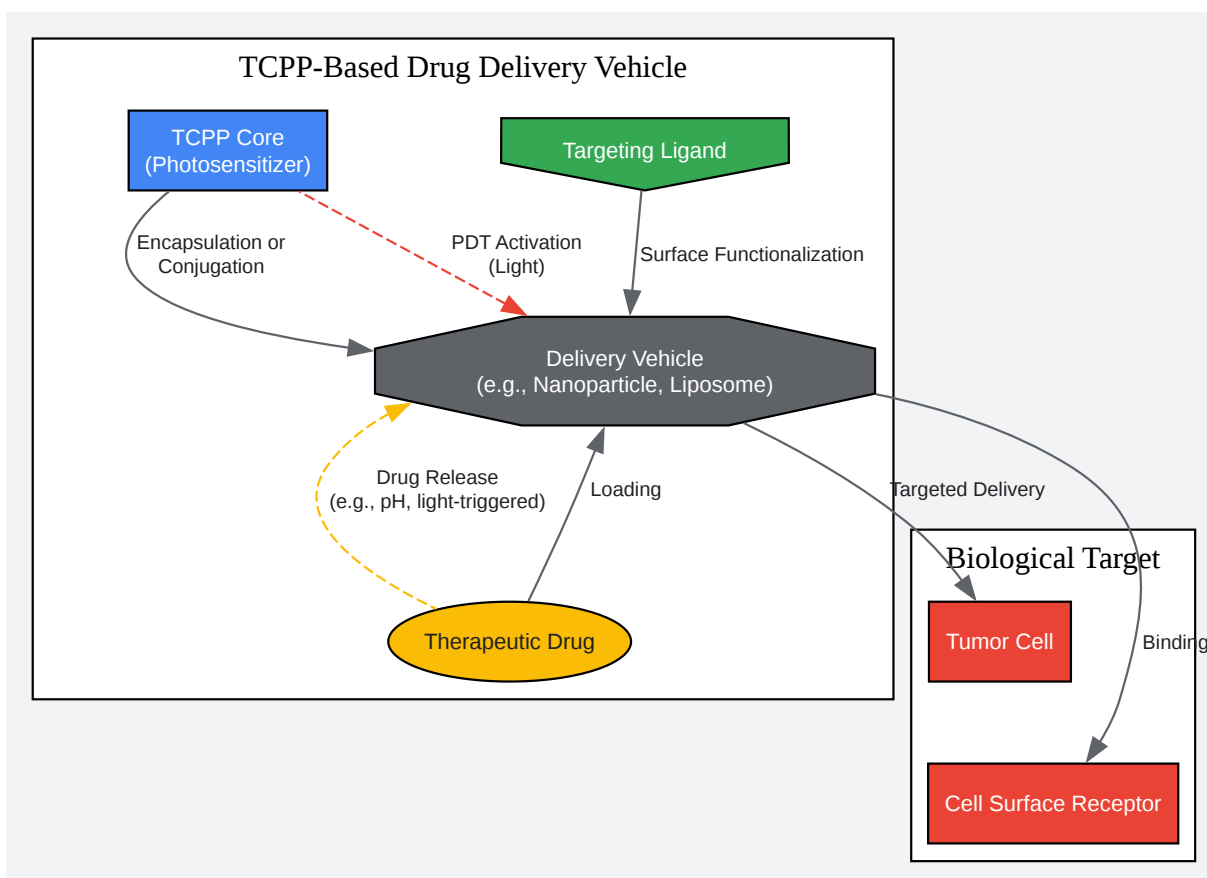 TCPP-Based Drug Delivery Vehicle
TCPP Core
(Photosensitizer)
Targeting Ligand
Encapsulation or
Conjugation
PDT Activation
(Light)
Surface Functionalization
Delivery Vehicle
(e.g., Nanoparticle, Liposome)
Drug Release
(e.g., pH, light-triggered)
Loading
Targeted Delivery
Biological Target
Therapeutic Drug
Tumor Cell
Binding
Cell Surface Receptor